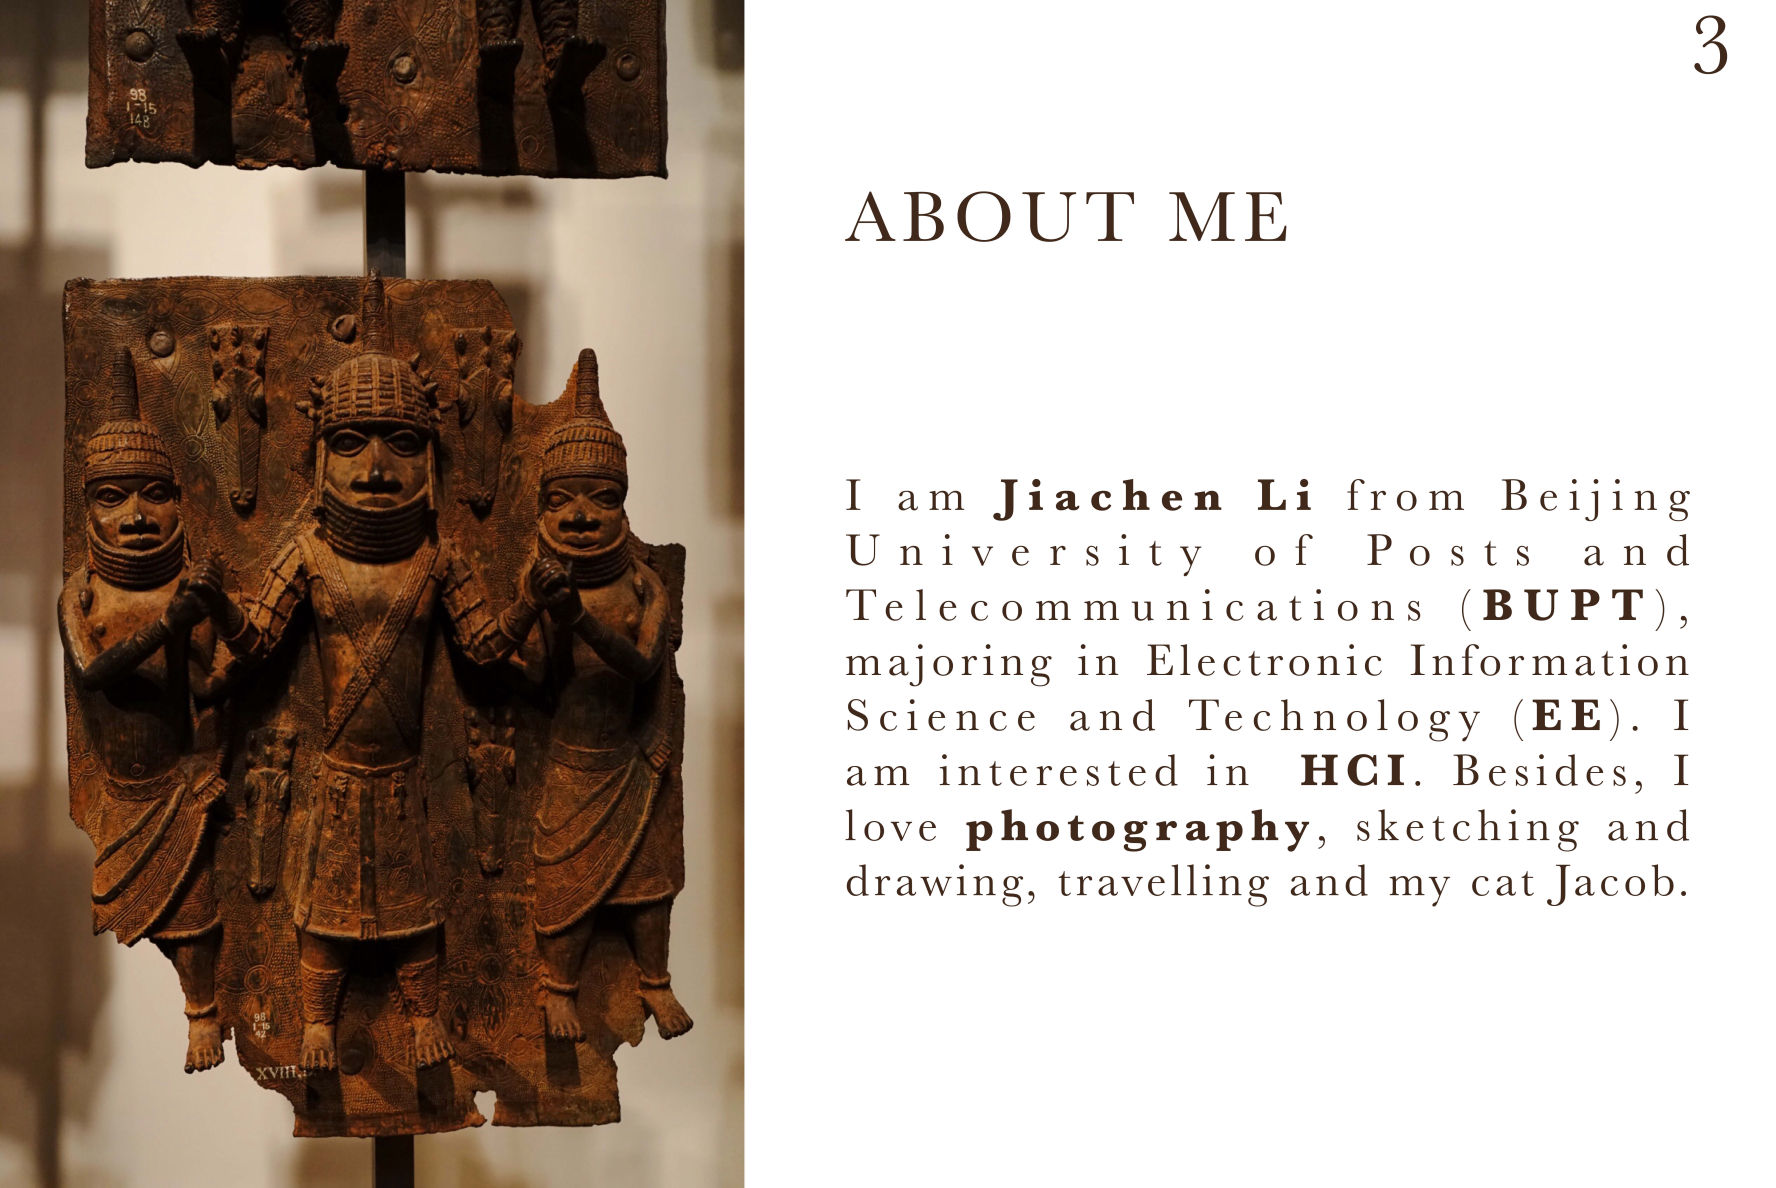 98
1-15
148
98
1-15
42
XVIII.
3
ABOUT ME
I am Jiachen Li from Beijing
University of Posts and
Telecommunications (BUPT),
majoring in Electronic Information
Science and Technology (EE). I
am interested in HCI. Besides, I
love photography, sketching and
drawing, travelling and my cat Jacob.